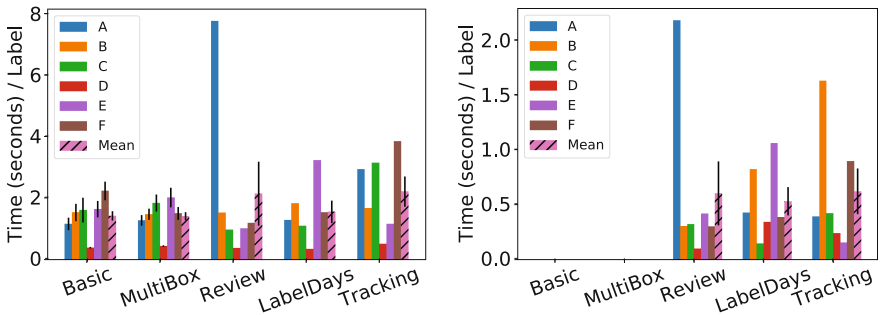 Time (seconds) / Label
8
6
4
2
0
A
B
C
D
E
F
Mean
Basic
MultiBox
Review
LabelDays
Tracking
Time (seconds) / Label
2.0
1.5
1.0
0.5
0.0
A
B
C
D
E
F
Mean
Basic
MultiBox
Review
LabelDays
Tracking